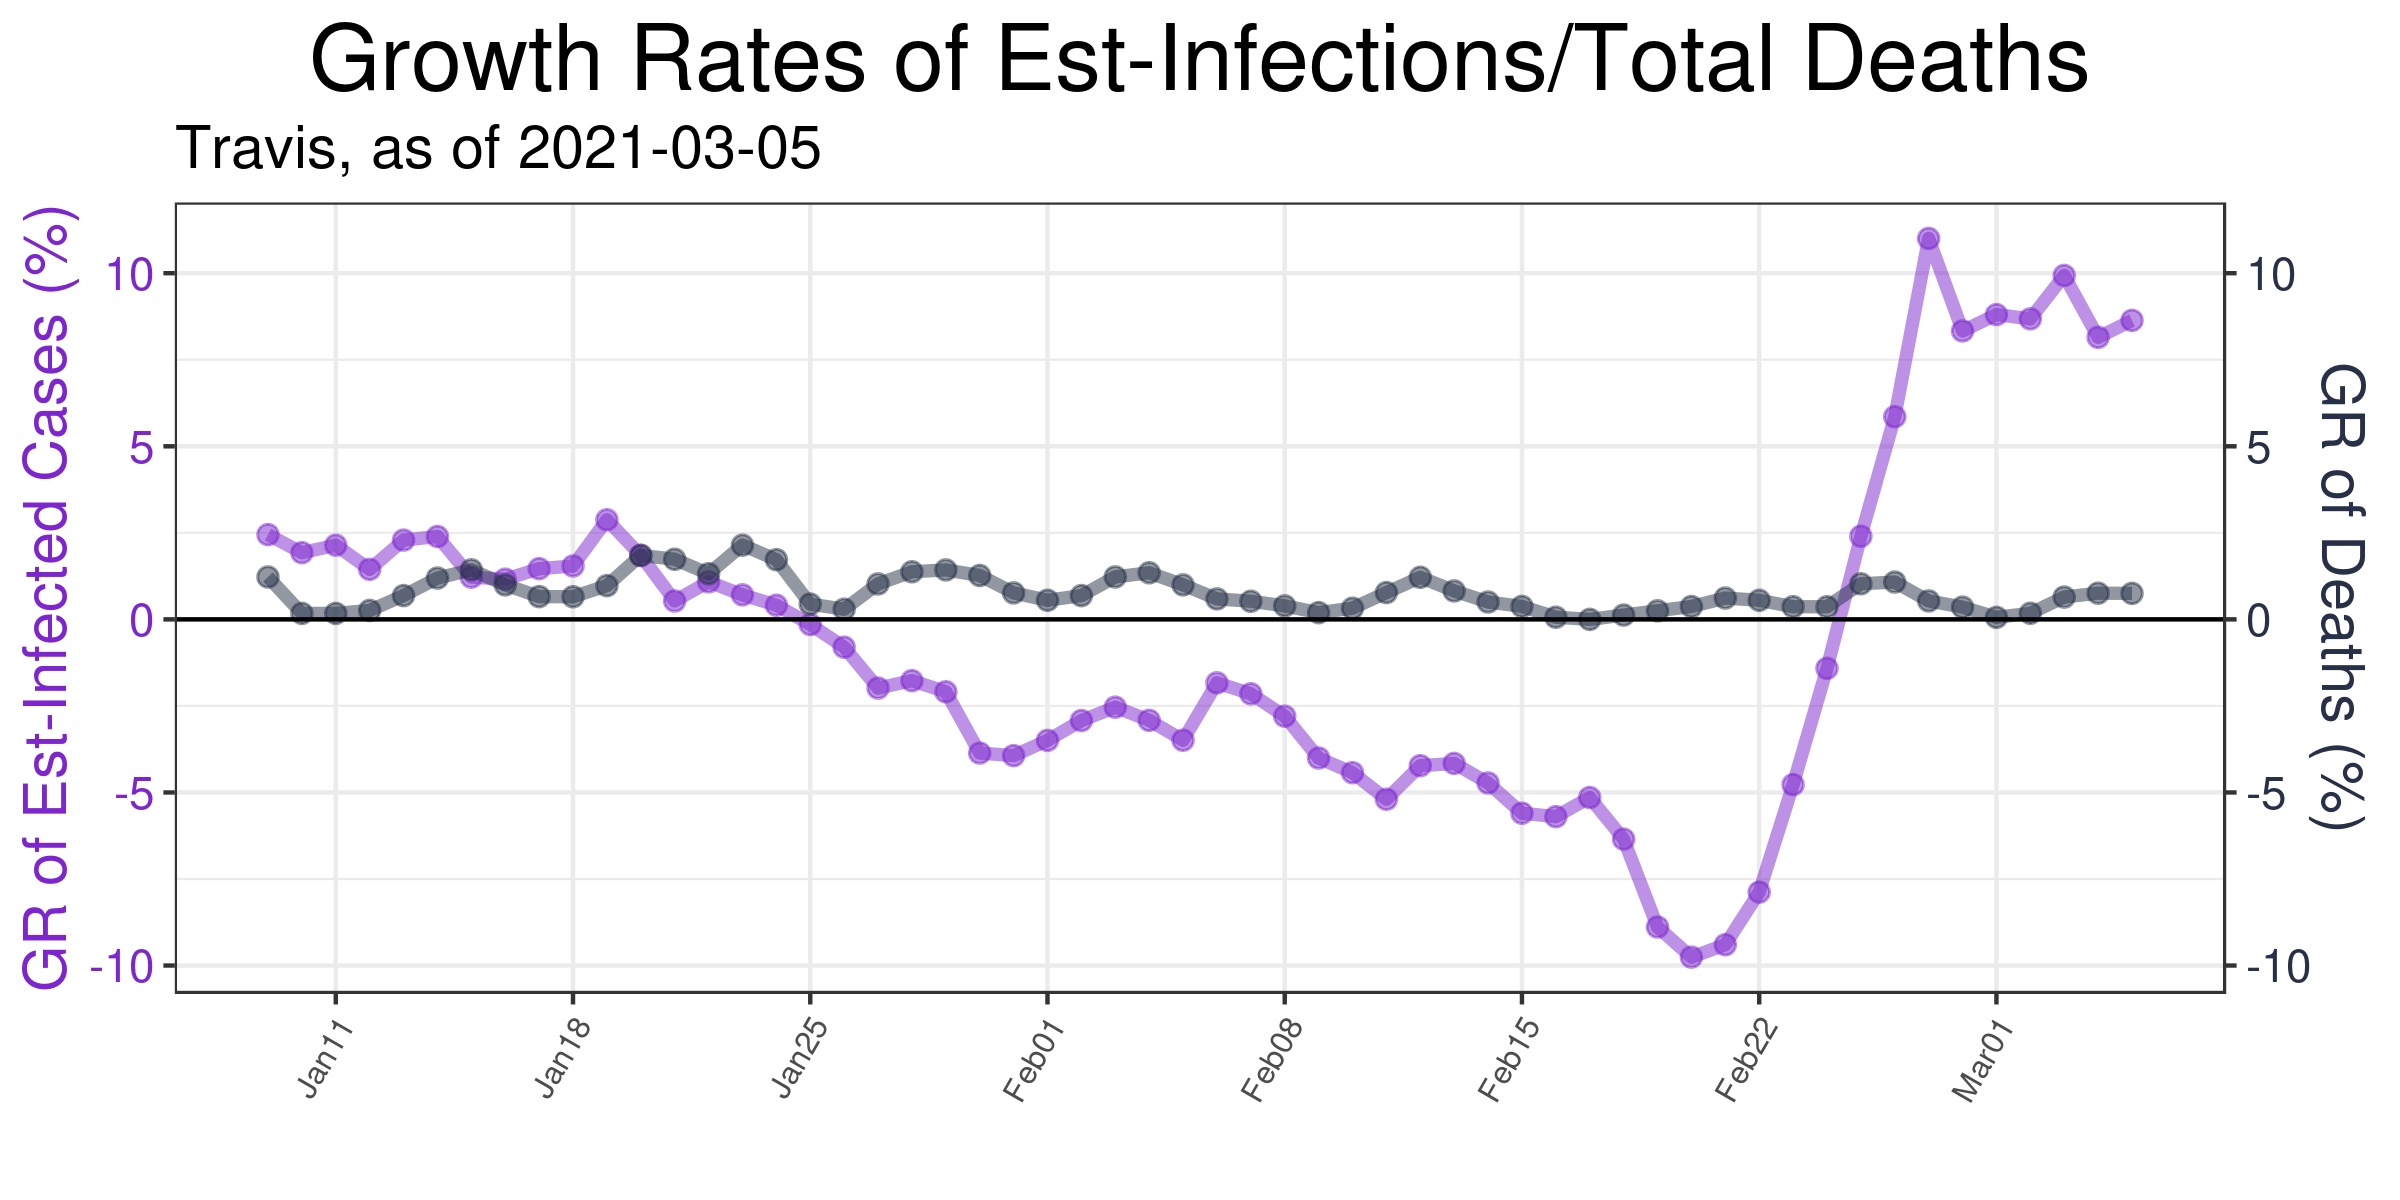 Growth Rates of Est-Infections/Total Deaths
Travis, as of 2021-03-05
GR of Est-Infected Cases (%)
10
5
0
-5
-10
10
5
0
-5
-10
GR of Deaths (%)
Jan11
Jan18
Jan25
Feb01
Feb08
Feb15
Feb22
Mar01